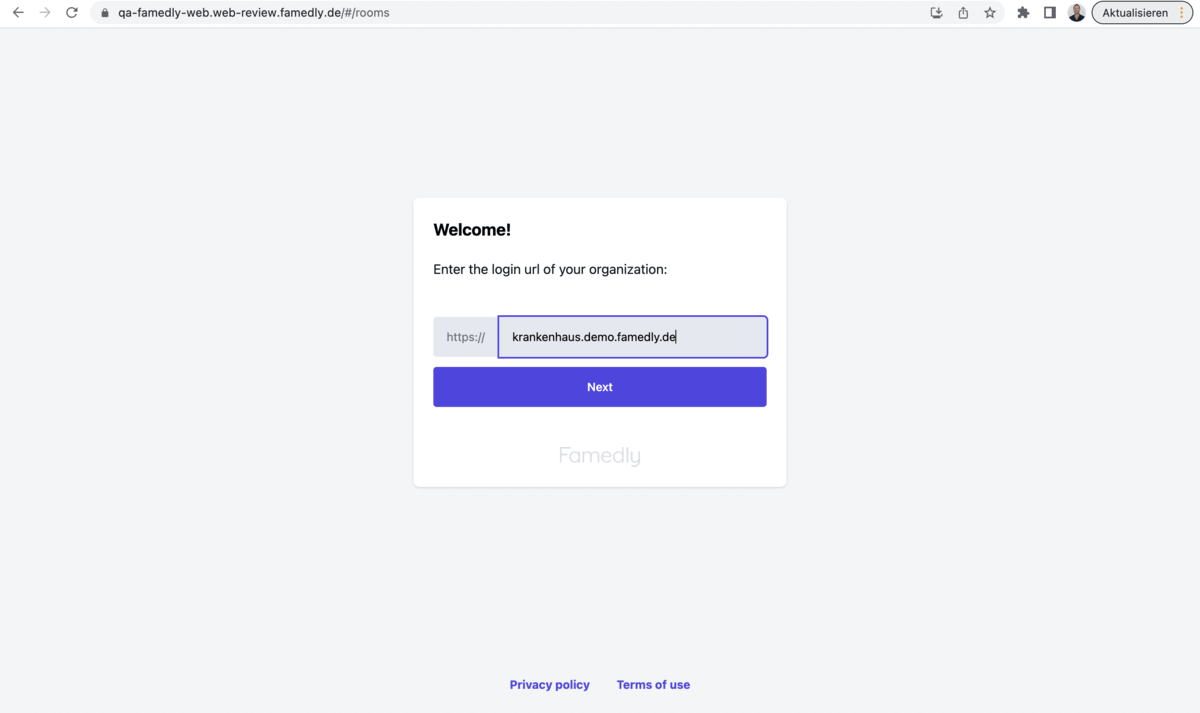 qa-famedly-web.web-review.famedly.de/#/rooms
Aktualisieren
Welcome!
Enter the login url of your organization:
https:// krankenhaus.demo.famedly.de
Next
Famedly
Privacy policy Terms of use